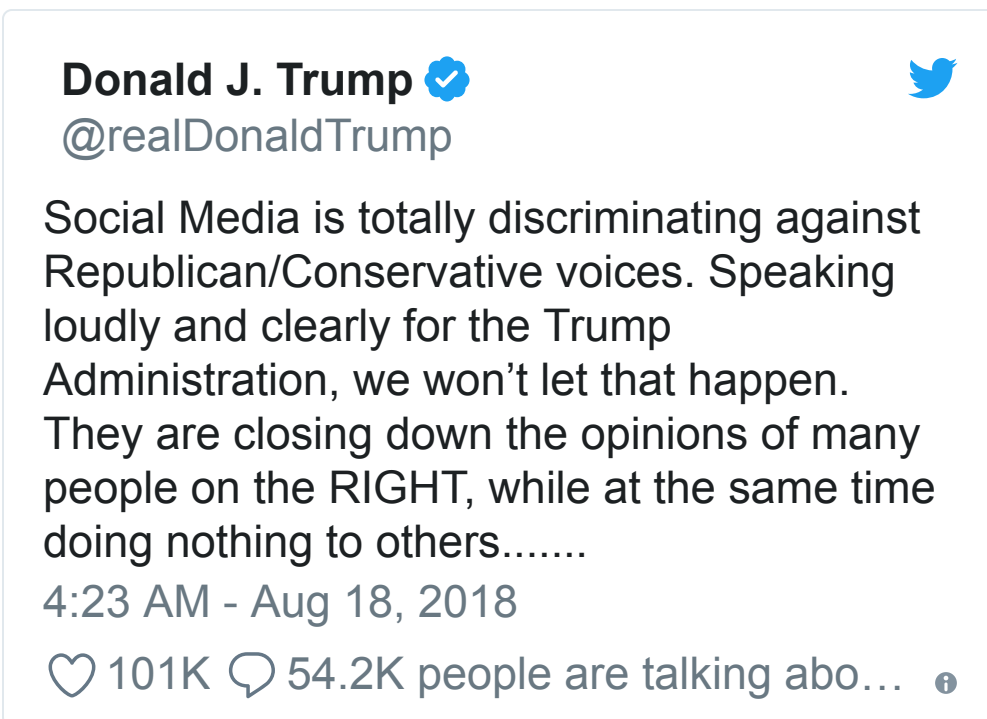 Donald J. Trump
@realDonaldTrump
Social Media is totally discriminating against
Republican/Conservative voices. Speaking
loudly and clearly for the Trump
Administration, we won’t let that happen.
They are closing down the opinions of many
people on the RIGHT, while at the same time
doing nothing to others.......
4:23 AM - Aug 18, 2018
101K 54.2K people are talking abo…